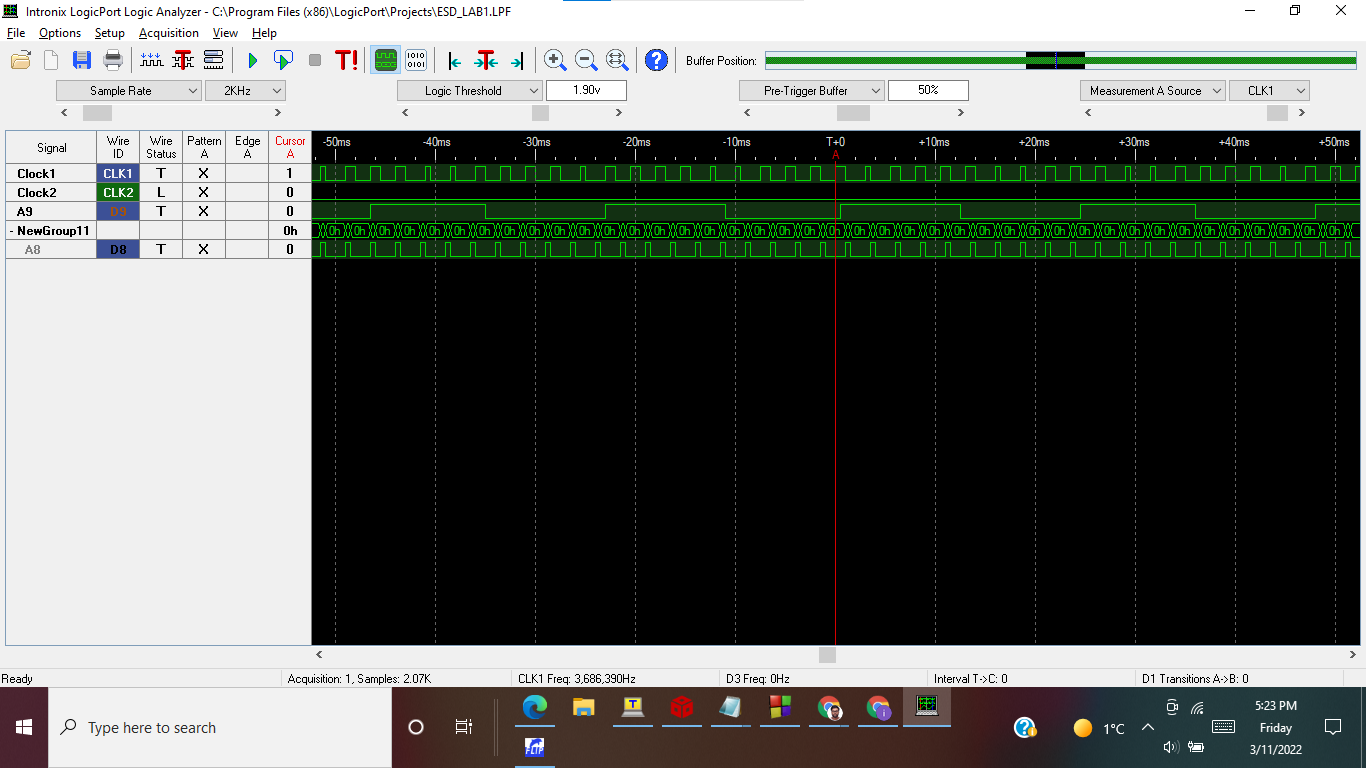 Intronix LogicPort Logic Analyzer - C:\Program Files (x86)\LogicPort\Projects\ESD_LAB1.LPF
File Options Setup Acquisition View Help
T! 1010 0101 T ? Buffer Position:
Sample Rate 2KHz Logic Threshold 1.90v Pre-Trigger Buffer 50% Measurement A Source CLK1
Signal Wire ID Wire Status Pattern A Edge A Cursor A -50ms -40ms -30ms -20ms -10ms T+0 +10ms +20ms +30ms +40ms +50ms
A
Clock1 CLK1 T X 1
Clock2 CLK2 L X 0
A9 D9 T X 0
- NewGroup11 0h 0h 0h 0h 0h 0h 0h 0h 0h 0h 0h 0h 0h 0h 0h 0h 0h 0h 0h 0h 0h 0h 0h 0h 0h 0h 0h 0h 0h 0h 0h 0h 0h 0h 0h 0h 0h 0h 0h 0h 0h
A8 D8 T X 0
Ready Acquisition: 1, Samples: 2.07K CLK1 Freq: 3,686,390Hz D3 Freq: 0Hz Interval T->C: 0 D1 Transitions A->B: 0
Type here to search
FLIP
1°C
5:23 PM
Friday
3/11/2022